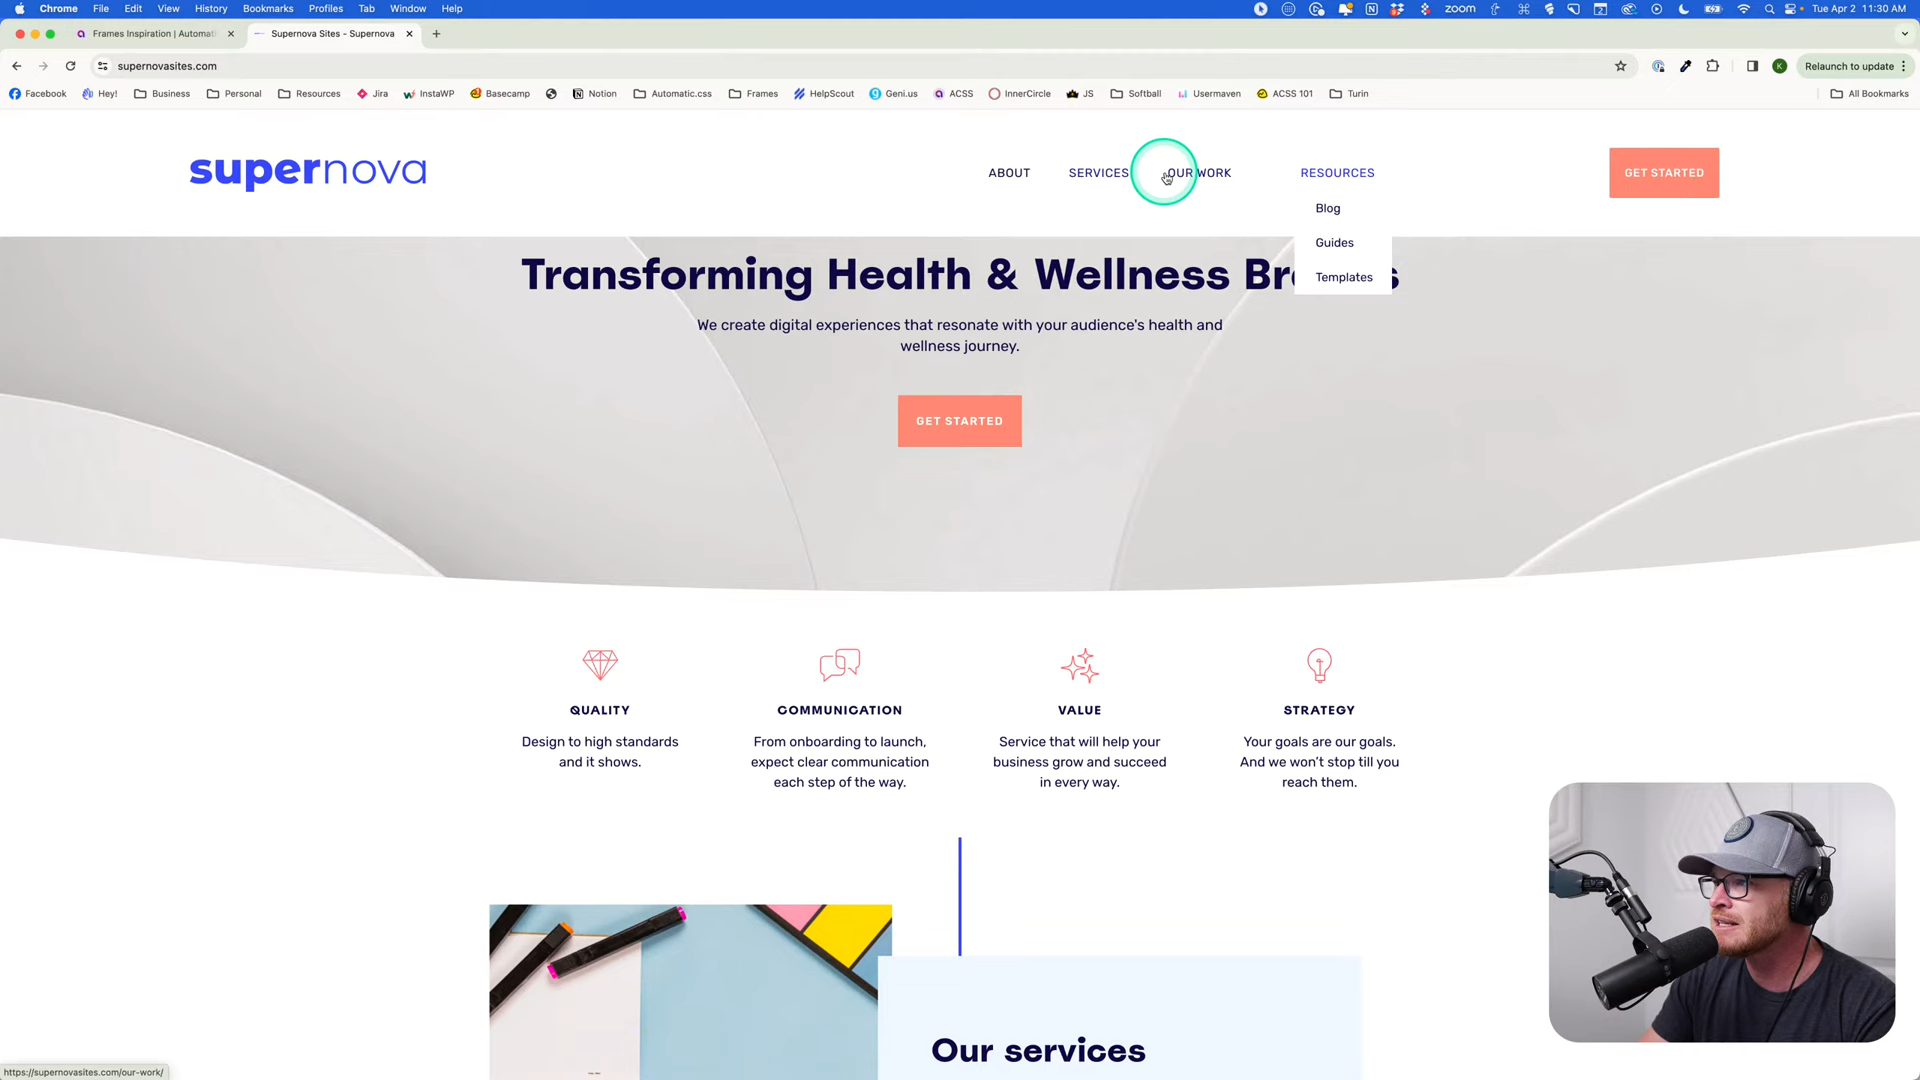 Chrome File Edit View History Bookmarks Profiles Tab Window Help
zoom
Tue Apr 2 11:30 AM
Frames Inspiration | Automati
Supernova Sites - Supernova
supernovasites.com
Relaunch to update
Facebook
Hey!
Business
Personal
Resources
Jira
InstaWP
Basecamp
Notion
Automatic.css
Frames
HelpScout
Geni.us
ACSS
InnerCircle
JS
Softball
Usermaven
ACSS 101
Turin
All Bookmarks
supernova
ABOUT
SERVICES
OUR WORK
RESOURCES
GET STARTED
Blog
Guides
Templates
Transforming Health & Wellness
We create digital experiences that resonate with your audience's health and
wellness journey.
GET STARTED
QUALITY
Design to high standards
and it shows.
COMMUNICATION
From onboarding to launch,
expect clear communication
each step of the way.
VALUE
Service that will help your
business grow and succeed
in every way.
STRATEGY
Your goals are our goals.
And we won't stop till you
reach them.
Our services
https://supernovasites.com/our-work/